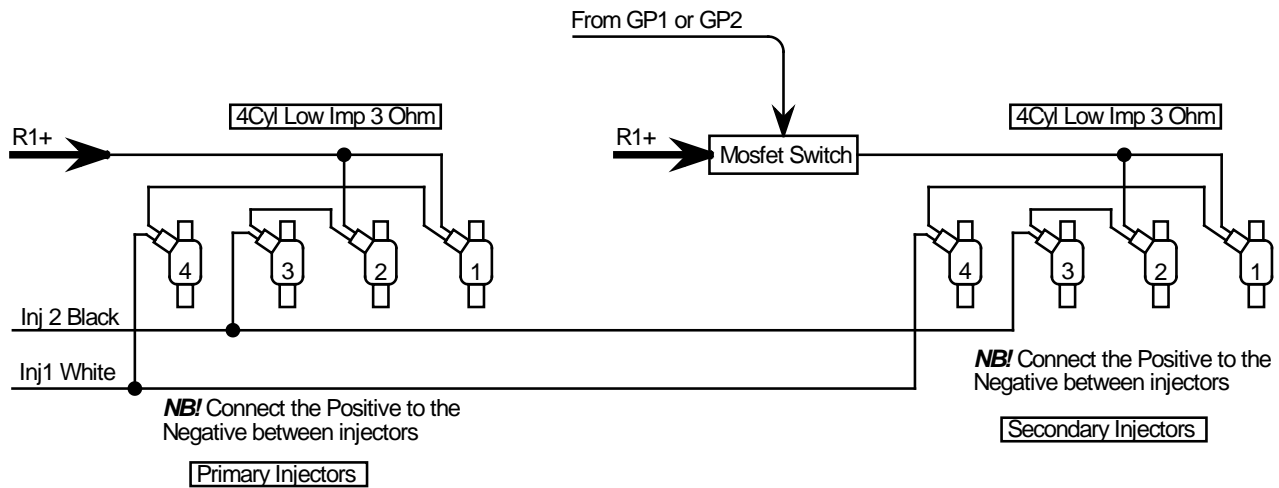 From GP1 or GP2
4Cyl Low Imp 3 Ohm
4Cyl Low Imp 3 Ohm
R1+
R1+
Mosfet Switch
4
3
2
1
4
3
2
1
Inj 2 Black
Inj1 White
NB! Connect the Positive to the
Negative between injectors
Primary Injectors
NB! Connect the Positive to the
Negative between injectors
Secondary Injectors